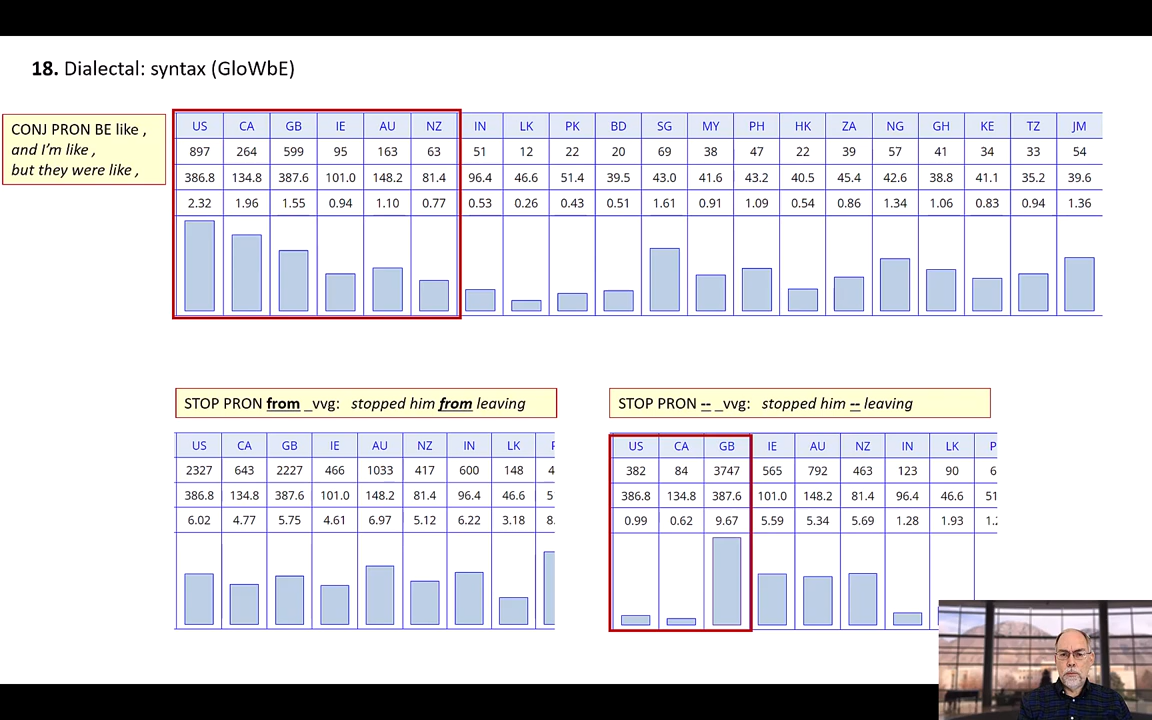 18. Dialectal: syntax (GloWbE)
CONJ PRON BE like ,
and I'm like ,
but they were like ,
US CA GB IE AU NZ IN LK PK BD SG MY PH HK ZA NG GH KE TZ JM
897 264 599 95 163 63 51 12 22 20 69 38 47 22 39 57 41 34 33 54
386.8 134.8 387.6 101.0 148.2 81.4 96.4 46.6 51.4 39.5 43.0 41.6 43.2 40.5 45.4 42.6 38.8 41.1 35.2 39.6
2.32 1.96 1.55 0.94 1.10 0.77 0.53 0.26 0.43 0.51 1.61 0.91 1.09 0.54 0.86 1.34 1.06 0.83 0.94 1.36
STOP PRON from _vvg: stopped him from leaving
US CA GB IE AU NZ IN LK
2327 643 2227 466 1033 417 600 148 4
386.8 134.8 387.6 101.0 148.2 81.4 96.4 46.6 5
6.02 4.77 5.75 4.61 6.97 5.12 6.22 3.18 8.
STOP PRON -- _vvg: stopped him -- leaving
US CA GB IE AU NZ IN LK P
382 84 3747 565 792 463 123 90 6
386.8 134.8 387.6 101.0 148.2 81.4 96.4 46.6 51
0.99 0.62 9.67 5.59 5.34 5.69 1.28 1.93 1.